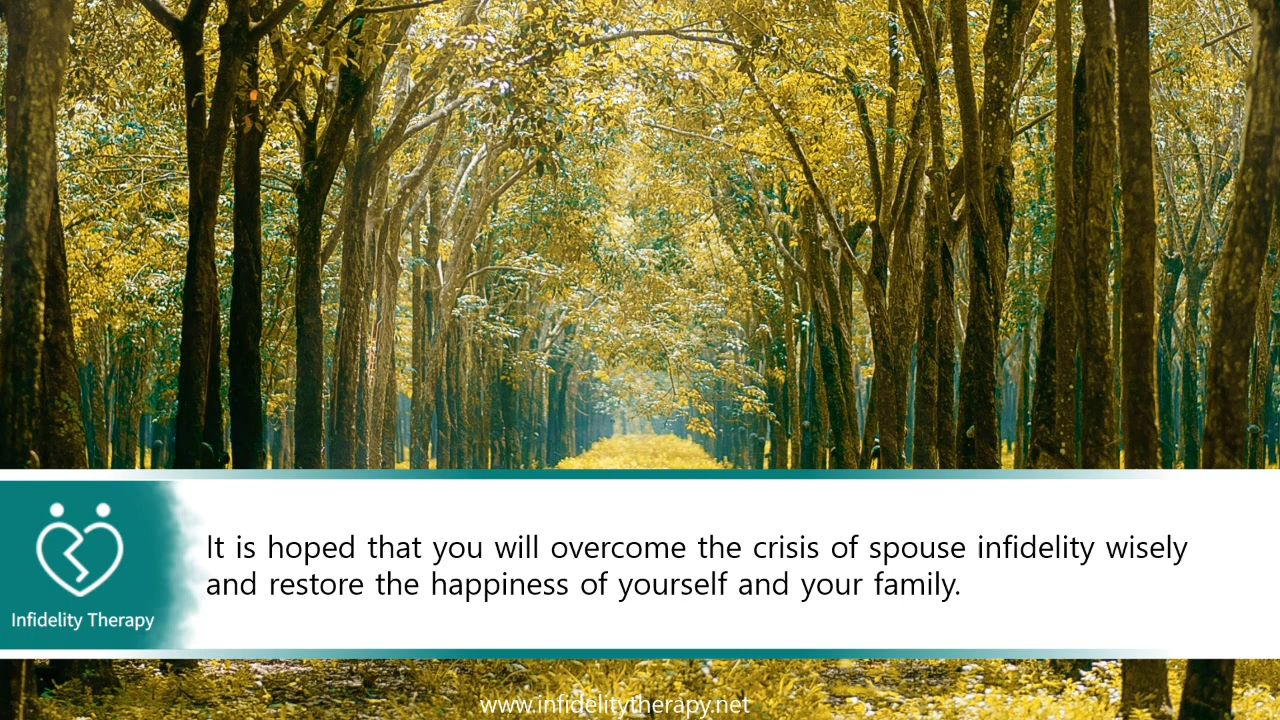 It is hoped that you will overcome the crisis of spouse infidelity wisely
and restore the happiness of yourself and your family.
Infidelity Therapy
www.infidelitytherapy.net